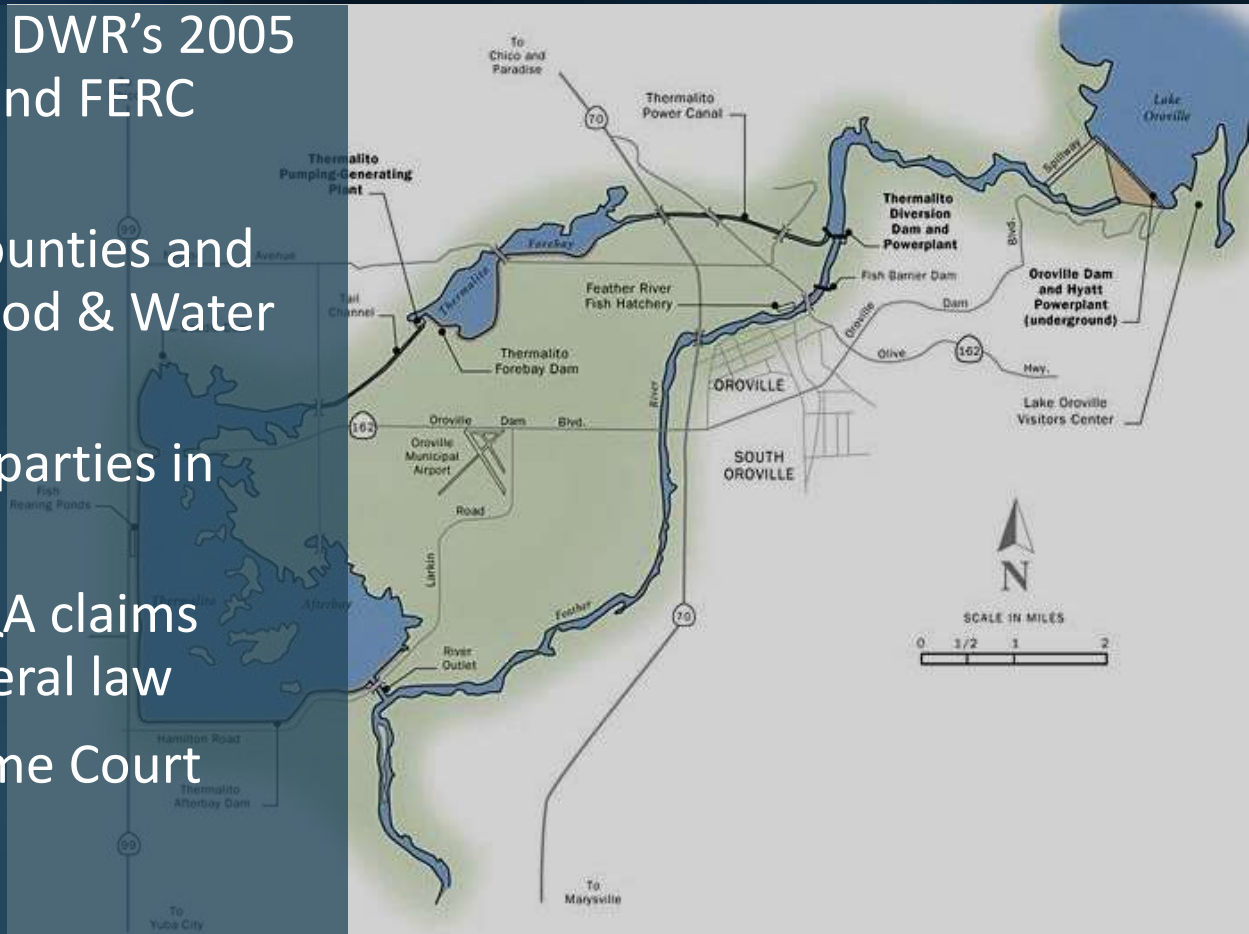 DWR’s 2005
nd FERC
ounties and
od & Water
parties in
A claims
eral law
me Court
To
Chico and
Paradise
70
Thermalito
Power Canal
Lake
Oroville
Spillway
Thermalito
Pumping-Generating
Plant
Thermalito
Diversion
Dam and
Powerplant
99
Avenue
Forebay
Thermalito
Blvd.
Fish Barrier Dam
Feather River
Fish Hatchery
Oroville Dam
and Hyatt
Powerplant
(underground)
Tail
Channel
Oroville
Dam
Thermalito
Forebay Dam
Olive
162
Hwy.
OROVILLE
River
Lake Oroville
Visitors Center
162
Oroville Dam Blvd.
Oroville
Municipal
Airport
SOUTH
OROVILLE
Fish
Rearing Ponds
Road
Larkin
N
Thermalito
Afterbay
Feather
70
SCALE IN MILES
0 1/2 1 2
River
Outlet
Hamilton Road
Thermalito
Afterbay Dam
99
To
Marysville
To
Yuba City